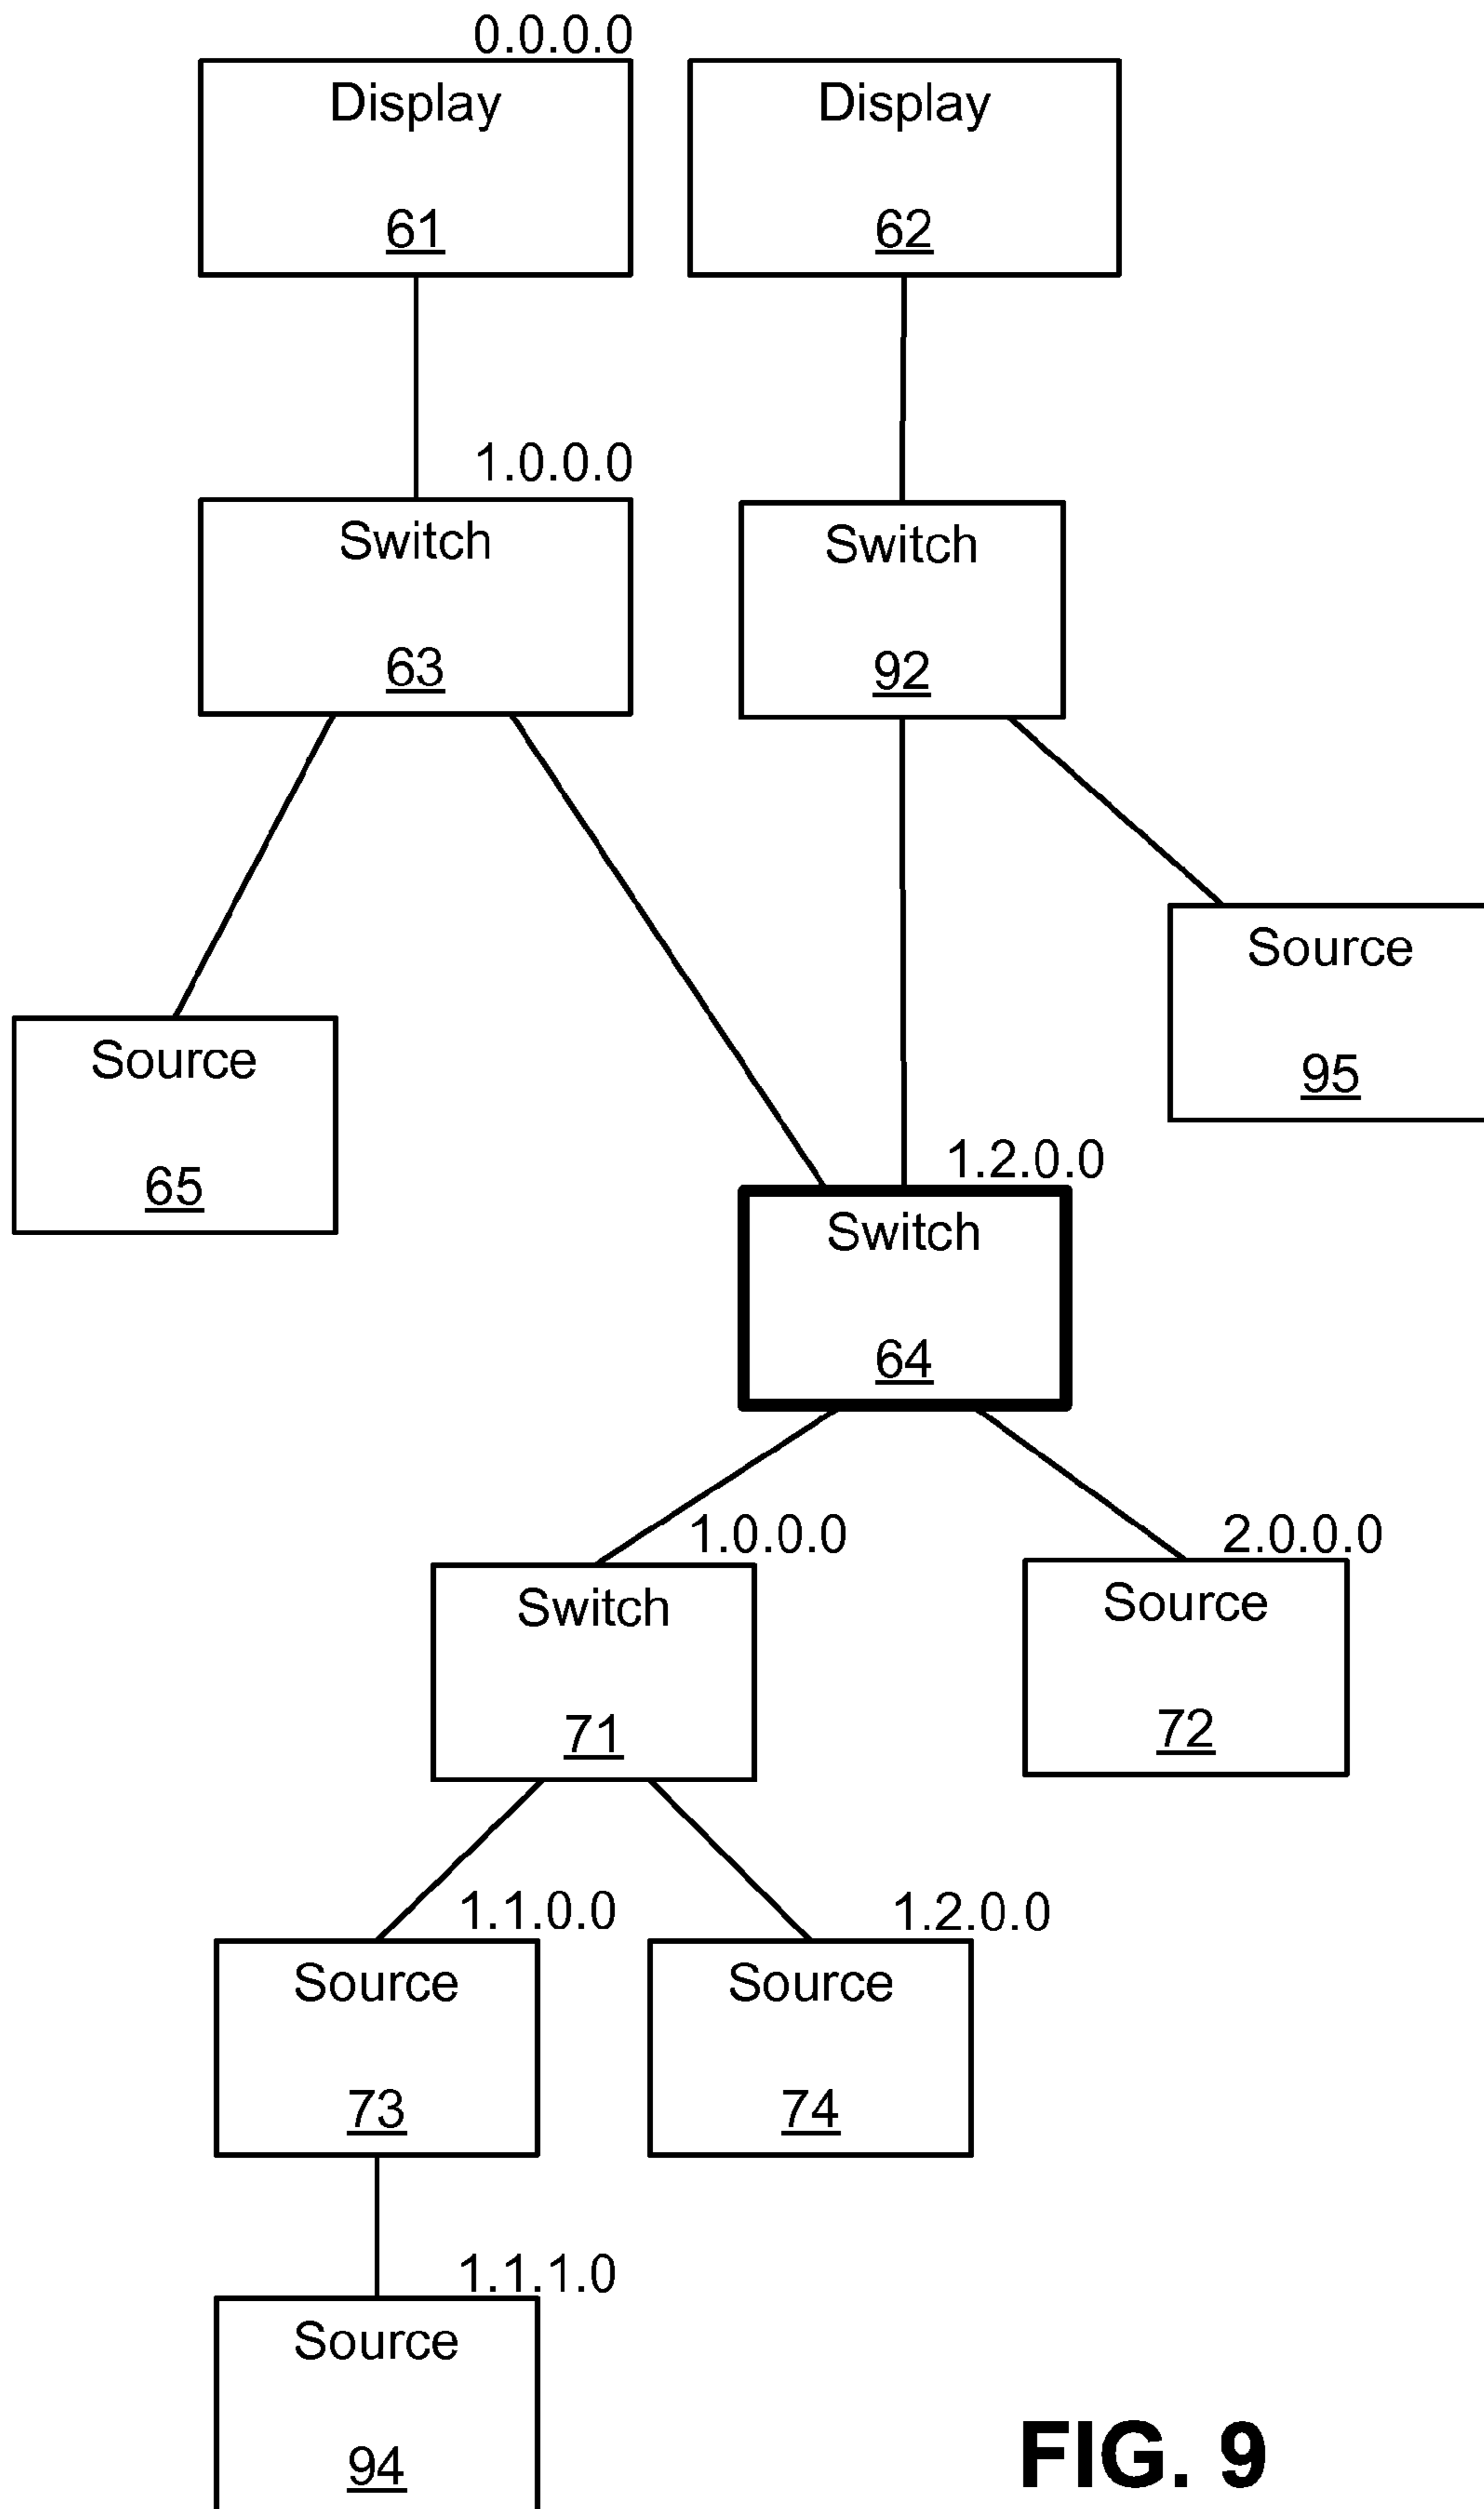 0.0.0.0
Display
61
Display
62
1.0.0.0
Switch
63
Switch
92
Source
95
Source
65
1.2.0.0
Switch
64
1.0.0.0
Switch
71
2.0.0.0
Source
72
1.1.0.0
Source
73
1.2.0.0
Source
74
1.1.1.0
Source
94
FIG. 9